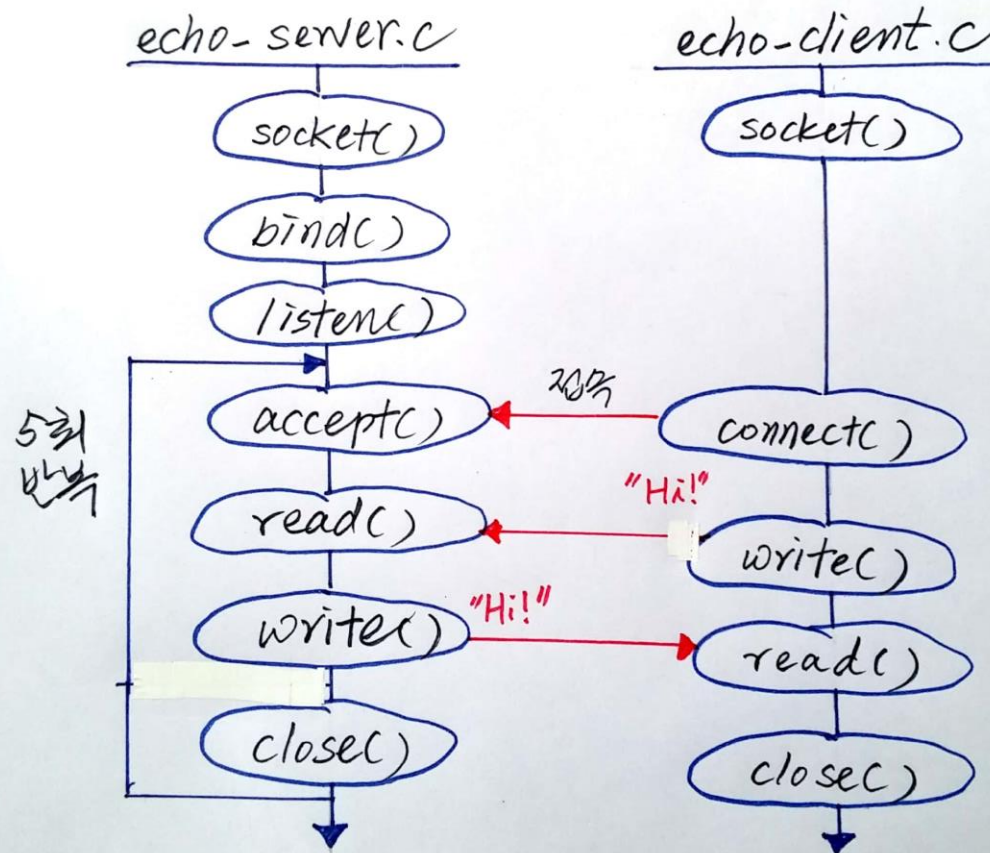 echo-server.c
socket()
bind()
listen()
accept()
read()
write()
close()
5회
반복
접속
"Hi!"
"Hi!"
echo-client.c
socket()
connect()
write()
read()
close()